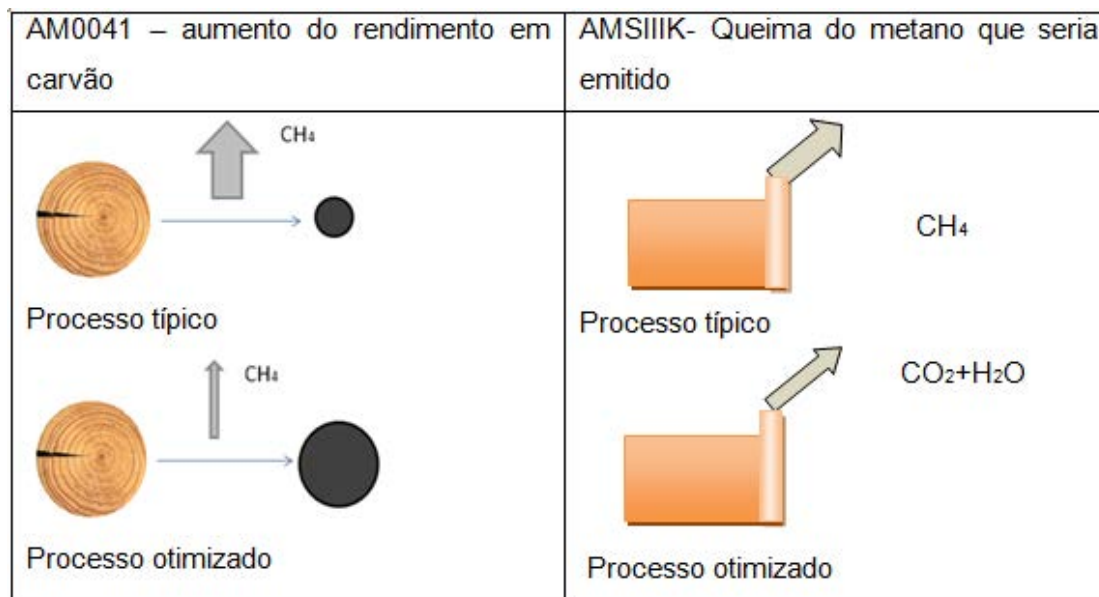 AM0041 – aumento do rendimento em
carvão
AMSIIIK- Queima do metano que seria
emitido
CH₄
Processo típico
CH₄
Processo otimizado
CH₄
Processo típico
CO₂+H₂O
Processo otimizado